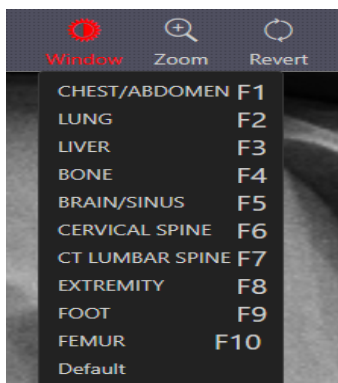 Window Zoom Revert
CHEST/ABDOMEN F1
LUNG F2
LIVER F3
BONE F4
BRAIN/SINUS F5
CERVICAL SPINE F6
CT LUMBAR SPINE F7
EXTREMITY F8
FOOT F9
FEMUR F10
Default